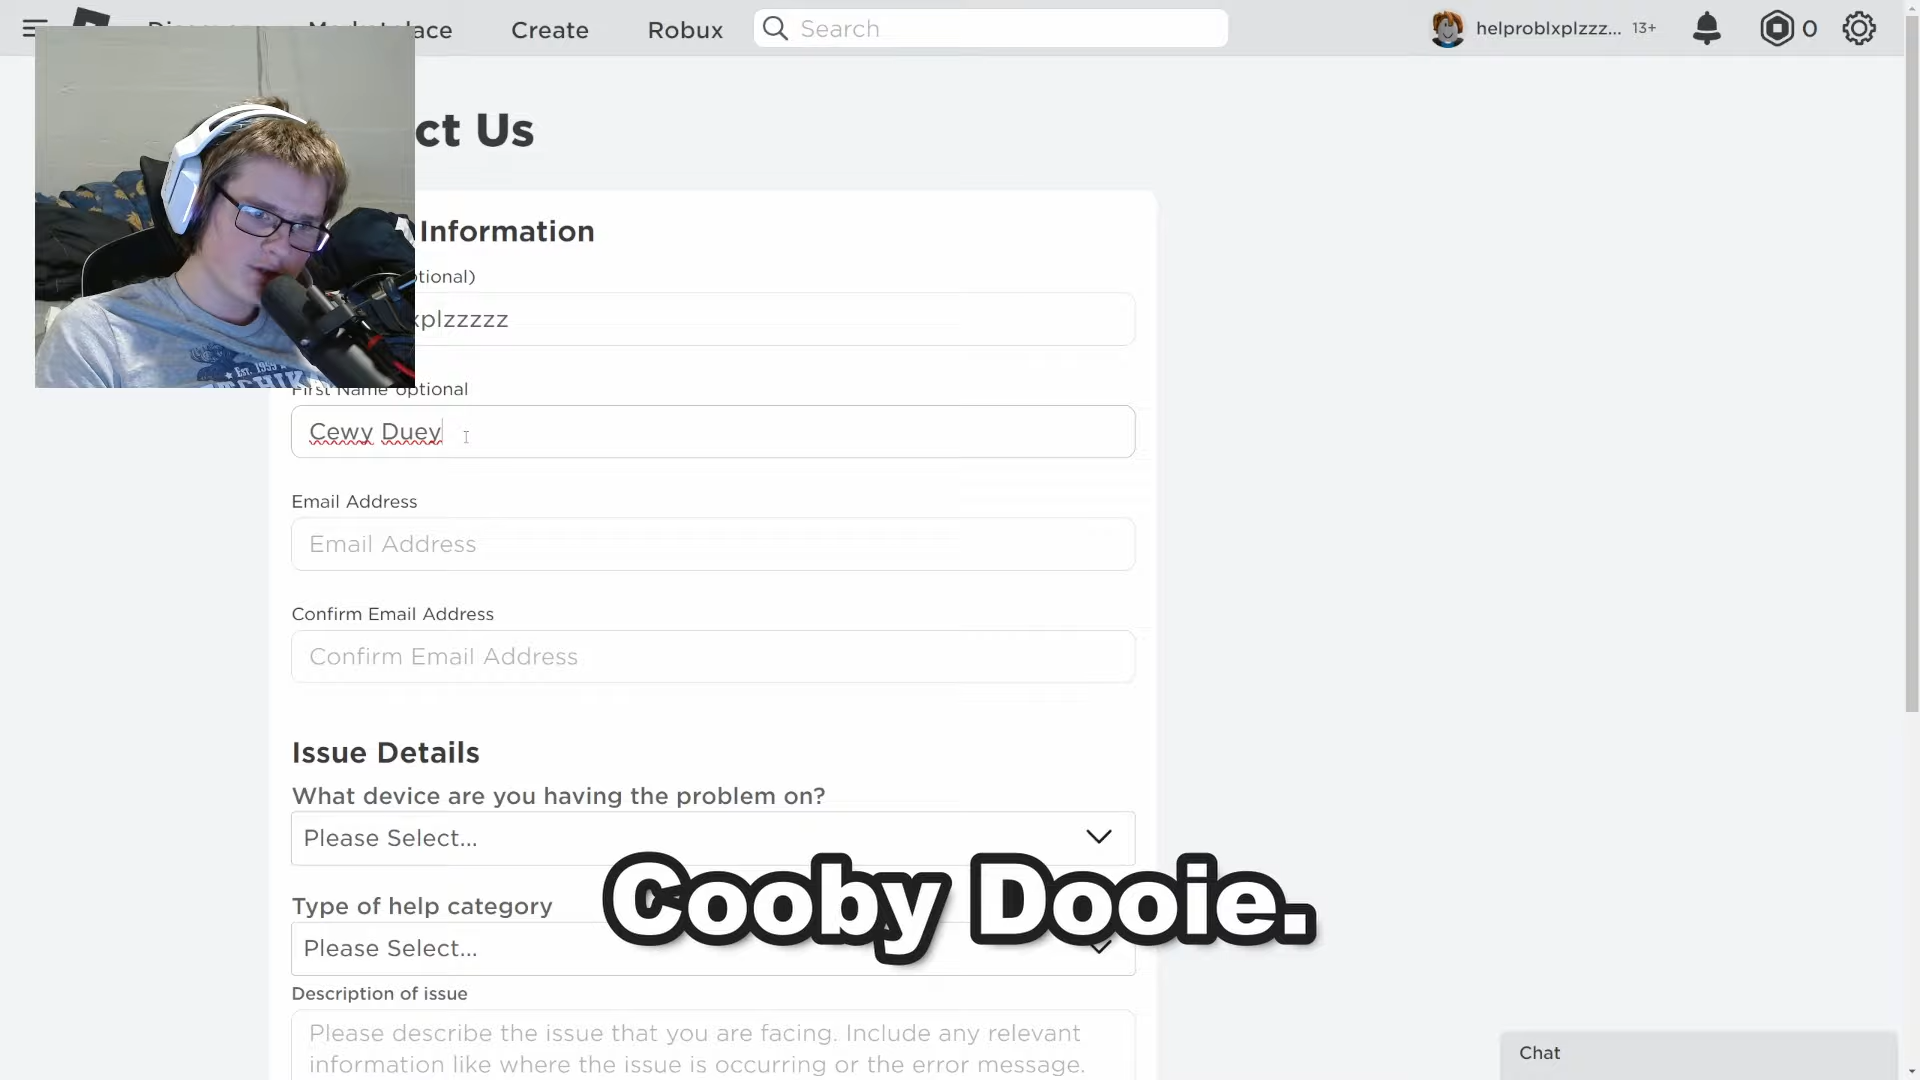 Create
Robux
Search
helproblxplzzz... 13+
0
ct Us
Information
tional)
xplzzzzz
First Name optional
Cewy Duey
Email Address
Email Address
Confirm Email Address
Confirm Email Address
Issue Details
What device are you having the problem on?
Please Select...
Cooby Dooie.
Type of help category
Please Select...
Description of issue
Please describe the issue that you are facing. Include any relevant
information like where the issue is occurring or the error message.
Chat